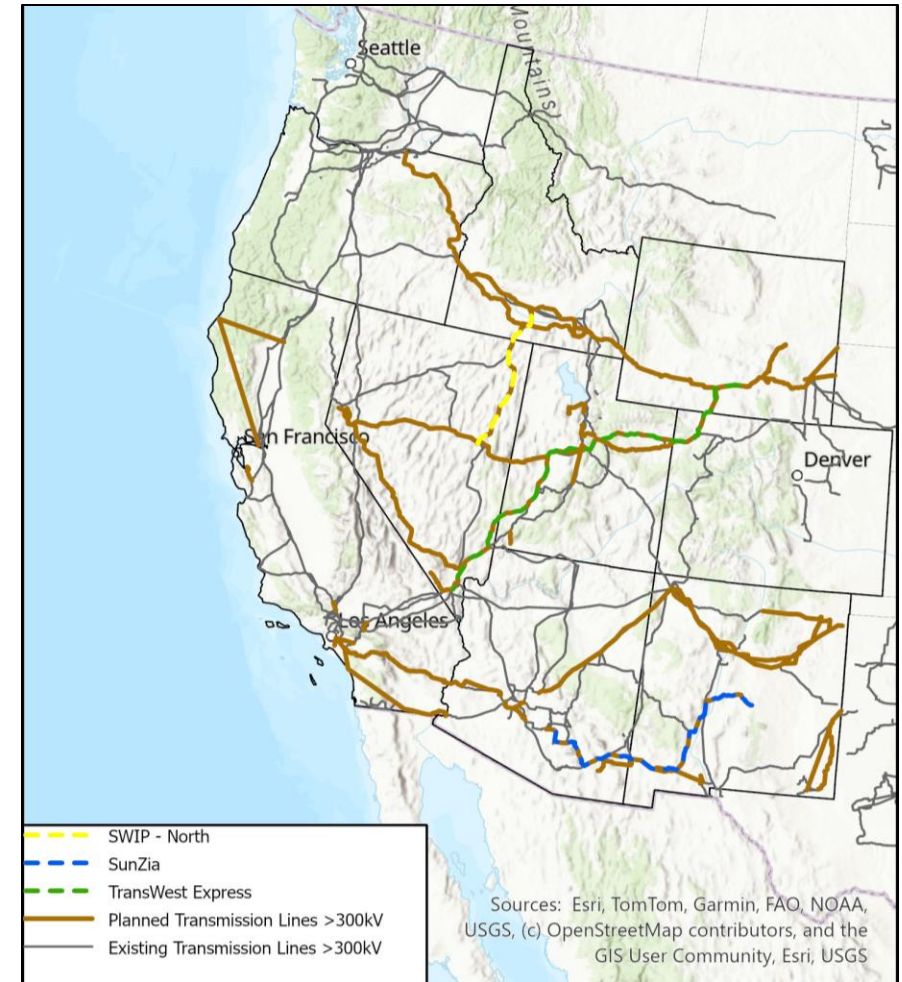 Mountains
Seattle
San Francisco
Denver
Los Angeles
SWIP - North
SunZia
TransWest Express
Planned Transmission Lines >300kV
Existing Transmission Lines >300kV
Sources: Esri, TomTom, Garmin, FAO, NOAA,
USGS, (c) OpenStreetMap contributors, and the
GIS User Community, Esri, USGS